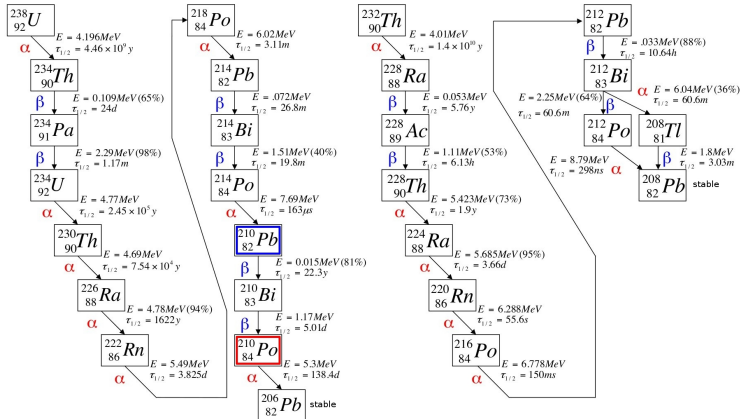 238 92 U
α E = 4.196MeV
τ1/2 = 4.46×10⁹ y
234 90 Th
β E = 0.109MeV(65%)
τ1/2 = 24d
234 91 Pa
β E = 2.29MeV(98%)
τ1/2 = 1.17m
234 92 U
α E = 4.77MeV
τ1/2 = 2.45×10⁵ y
230 90 Th
α E = 4.69MeV
τ1/2 = 7.54×10⁴ y
226 88 Ra
α E = 4.78MeV(94%)
τ1/2 = 1622y
222 86 Rn
α E = 5.49MeV
τ1/2 = 3.825d
218 84 Po
α E = 6.02MeV
τ1/2 = 3.11m
214 82 Pb
β E = .072MeV
τ1/2 = 26.8m
214 83 Bi
β E = 1.51MeV(40%)
τ1/2 = 19.8m
214 84 Po
α E = 7.69MeV
τ1/2 = 163μs
210 82 Pb
β E = 0.015MeV(81%)
τ1/2 = 22.3y
210 83 Bi
β E = 1.17MeV
τ1/2 = 5.01d
210 84 Po
α E = 5.3MeV
τ1/2 = 138.4d
206 82 Pb stable
232 90 Th
α E = 4.01MeV
τ1/2 = 1.4×10¹⁰ y
228 88 Ra
β E = 0.053MeV
τ1/2 = 5.76y
228 89 Ac
β E = 1.11MeV(53%)
τ1/2 = 6.13h
228 90 Th
α E = 5.423MeV(73%)
τ1/2 = 1.9y
224 88 Ra
α E = 5.685MeV(95%)
τ1/2 = 3.66d
220 86 Rn
α E = 6.288MeV
τ1/2 = 55.6s
216 84 Po
α E = 6.778MeV
τ1/2 = 150ms
212 82 Pb
β E = .033MeV(88%)
τ1/2 = 10.64h
212 83 Bi
α E = 6.04MeV(36%)
τ1/2 = 60.6m
E = 2.25MeV(64%) β
τ1/2 = 60.6m
212 84 Po
208 81 Tl
β E = 1.8MeV
τ1/2 = 3.03m
E = 8.79MeV α
τ1/2 = 298ns
208 82 Pb stable